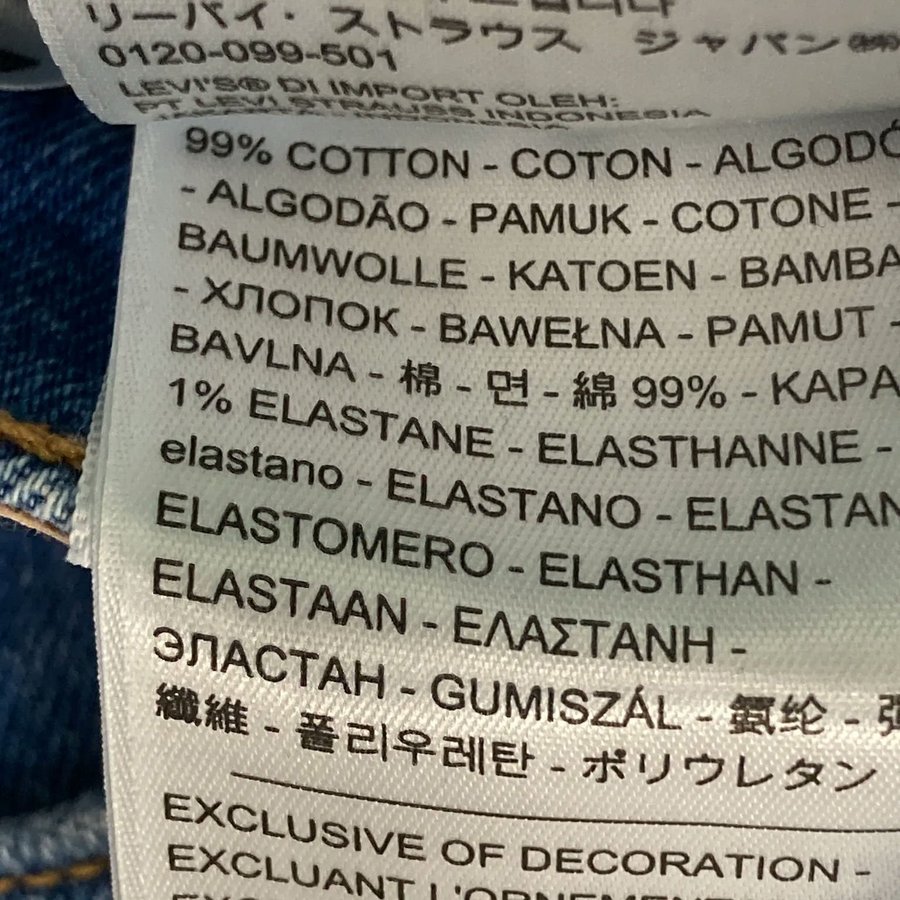 リーバイ・ストラウス ジャパン㈱
0120-099-501
LEVI'S® DI IMPORT OLEH:
PT LEVI STRAUSS INDONESIA
99% COTTON - COTON - ALGODÓ
- ALGODÃO - PAMUK - COTONE -
BAUMWOLLE - KATOEN - BAMBA
- ХЛОПОК - BAWEŁNA - PAMUT -
BAVLNA - 棉 - 면 - 綿 99% - KAPA
1% ELASTANE - ELASTHANNE -
elastano - ELASTANO - ELASTAN
ELASTOMERO - ELASTHAN -
ELASTAAN - ΕΛΑΣΤΑΝΗ -
ЭЛАСТАН - GUMISZÁL - 氨纶 - 彈
纖維 - 폴리우레탄 - ポリウレタン
EXCLUSIVE OF DECORATION -
EXCLUANT L'ORNEMENT